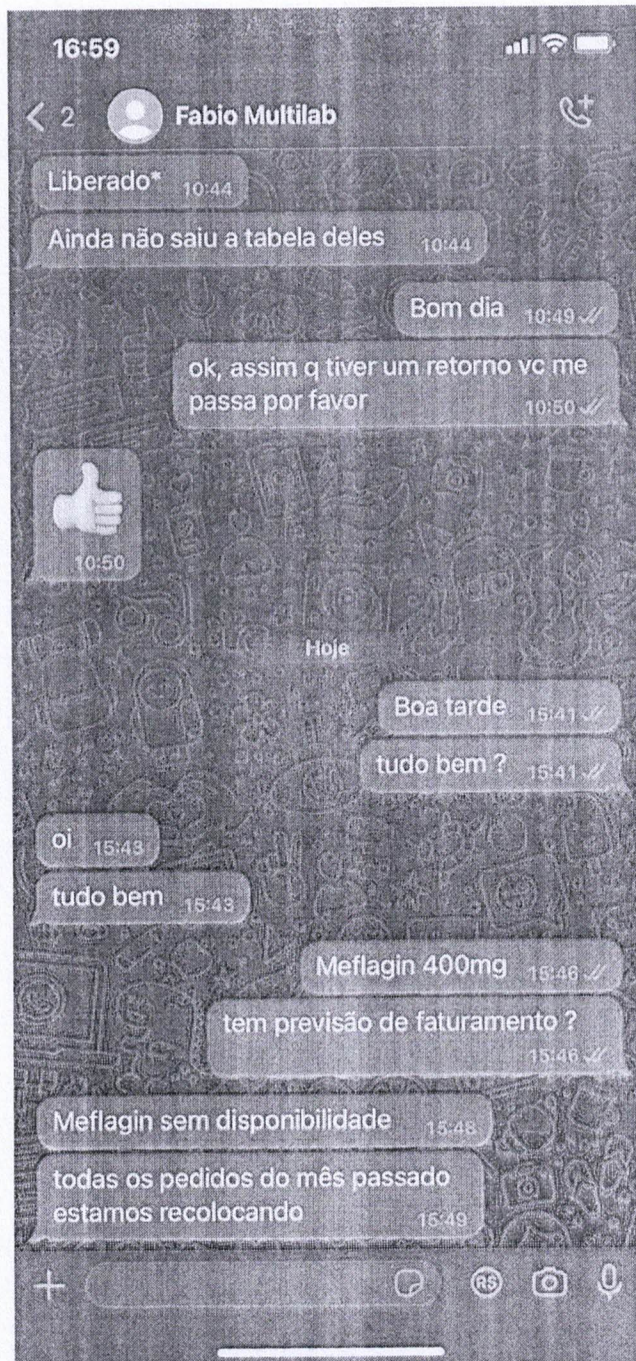 16:59
2 Fabio Multilab
Liberado* 10:44
Ainda não saiu a tabela deles 10:44
Bom dia 10:49
ok, assim q tiver um retorno vc me
passa por favor 10:50
10:50
Hoje
Boa tarde 15:41
tudo bem ? 15:41
oi 15:43
tudo bem 15:43
Meflagin 400mg 15:46
tem previsão de faturamento ?
15:46
Meflagin sem disponibilidade 15:48
todas os pedidos do mês passado
estamos recolocando 15:49
R$